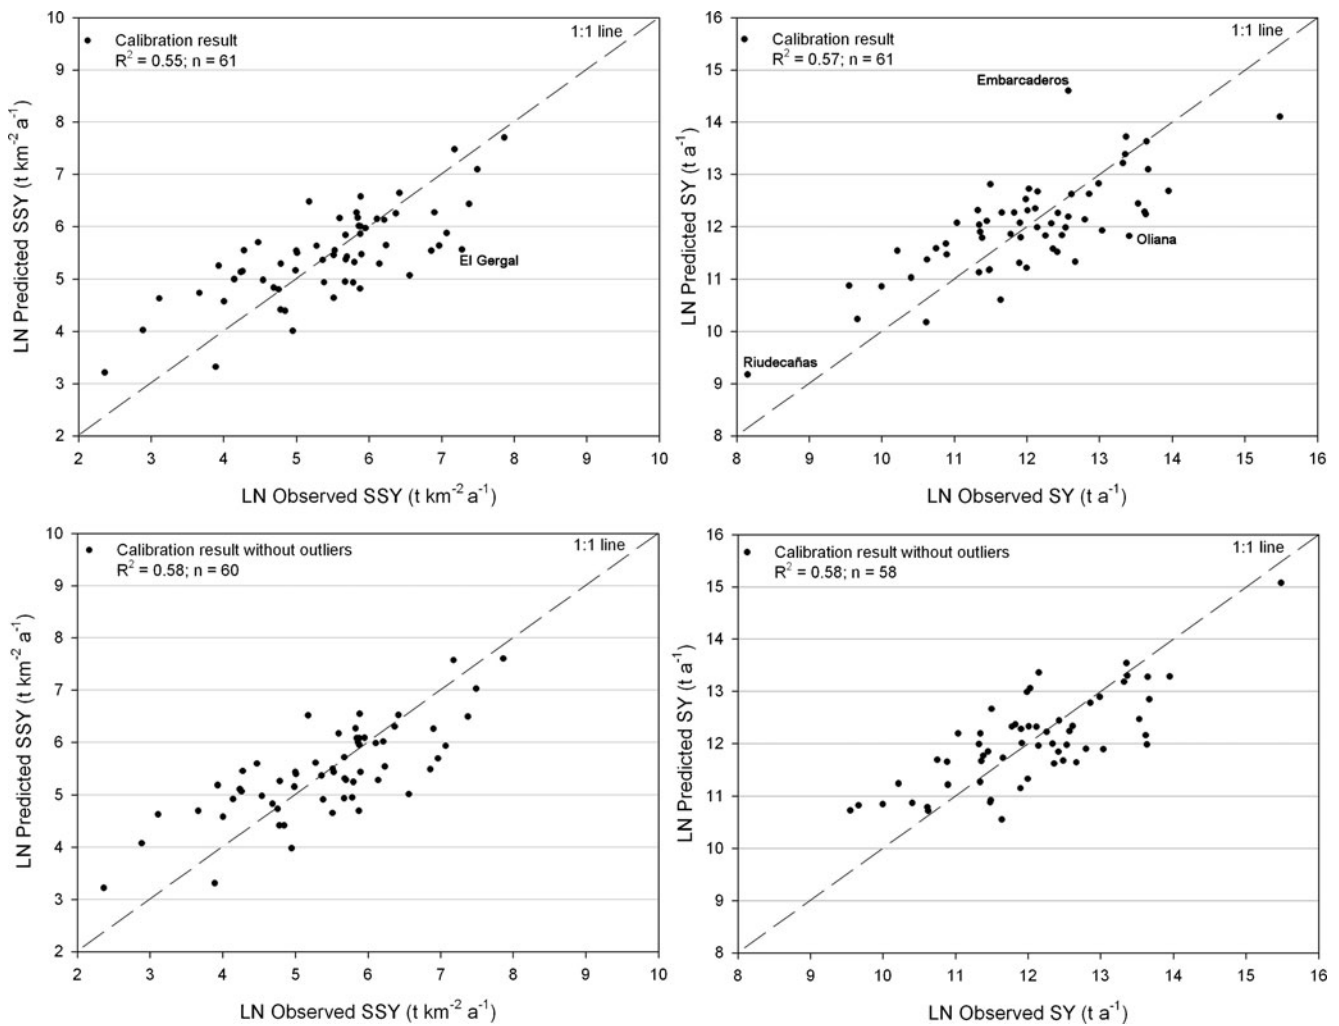 10
9
8
7
6
5
4
3
2
LN Predicted SSY (t km⁻² a⁻¹)
Calibration result
R² = 0.55; n = 61
1:1 line
El Gergal
2 3 4 5 6 7 8 9 10
LN Observed SSY (t km⁻² a⁻¹)
16
15
14
13
12
11
10
9
8
LN Predicted SY (t a⁻¹)
Calibration result
R² = 0.57; n = 61
1:1 line
Embarcaderos
Oliana
Riudecañas
8 9 10 11 12 13 14 15 16
LN Observed SY (t a⁻¹)
10
9
8
7
6
5
4
3
2
LN Predicted SSY (t km⁻² a⁻¹)
Calibration result without outliers
R² = 0.58; n = 60
1:1 line
2 3 4 5 6 7 8 9 10
LN Observed SSY (t km⁻² a⁻¹)
16
15
14
13
12
11
10
9
8
LN Predicted SY (t a⁻¹)
Calibration result without outliers
R² = 0.58; n = 58
1:1 line
8 9 10 11 12 13 14 15 16
LN Observed SY (t a⁻¹)